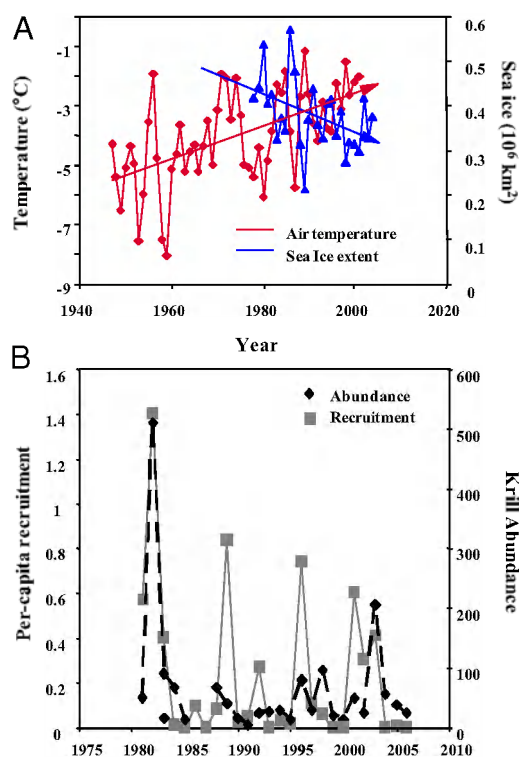 A
-1
-3
-5
-7
-9
Temperature (°C)
0.6
0.5
0.4
0.3
0.2
0.1
0
Sea ice (10⁶ km²)
Air temperature
Sea Ice extent
1940 1960 1980 2000 2020
Year
B
1.6
1.4
1.2
1
0.8
0.6
0.4
0.2
0
Per-capita recruitment
600
500
400
300
200
100
0
Krill Abundance
Abundance
Recruitment
1975 1980 1985 1990 1995 2000 2005 2010